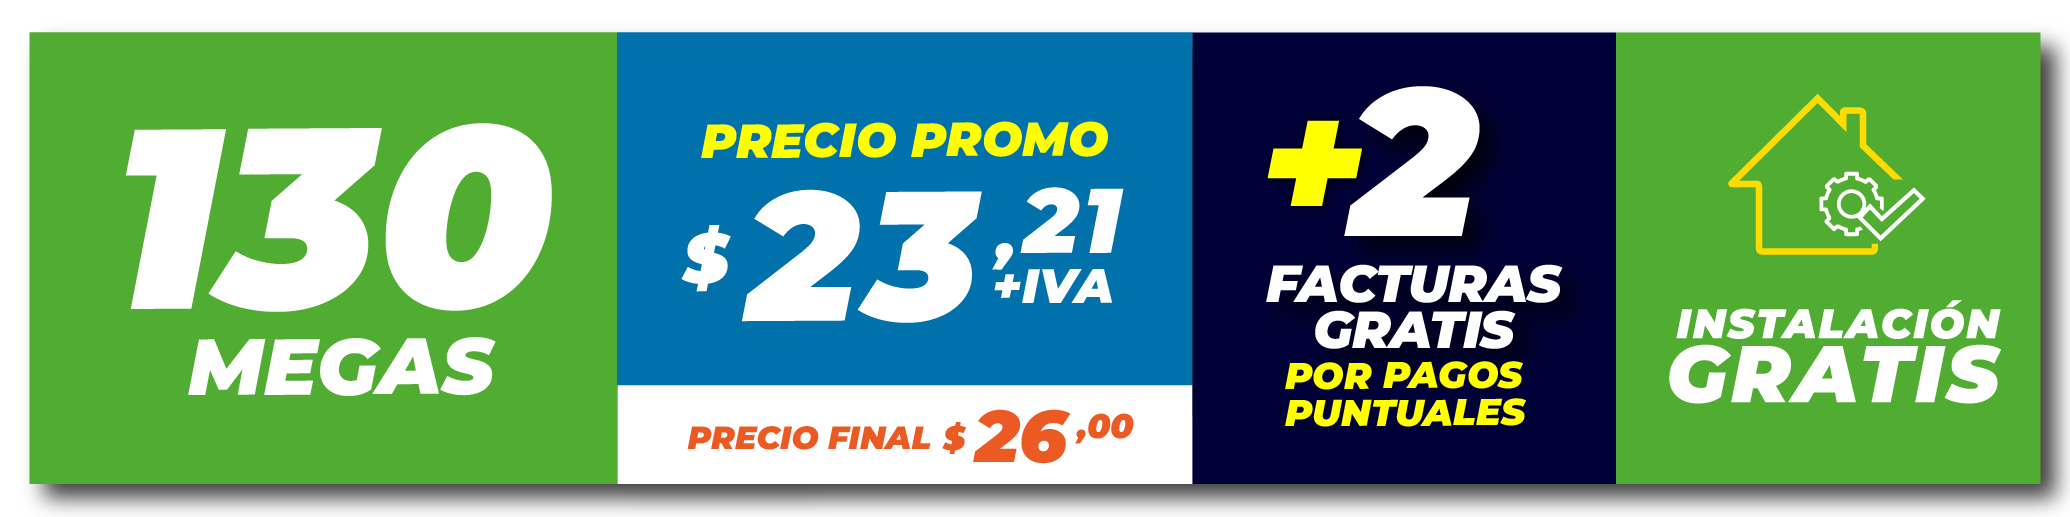 130
MEGAS
PRECIO PROMO
$ 23,21
+IVA
PRECIO FINAL $ 26,00
+2
FACTURAS
GRATIS
POR PAGOS
PUNTUALES
INSTALACIÓN
GRATIS